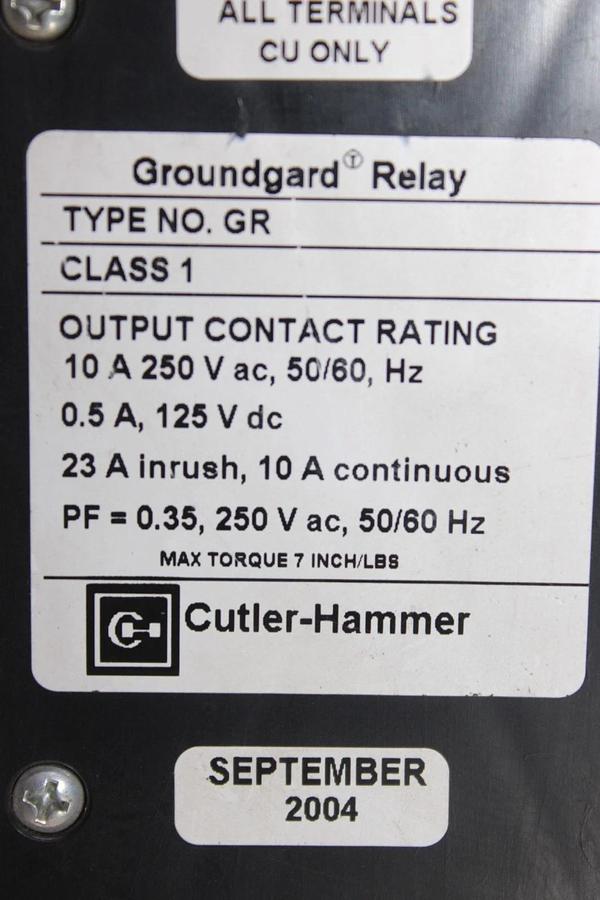 ALL TERMINALS
CU ONLY
Groundgard Ⓣ Relay
TYPE NO. GR
CLASS 1
OUTPUT CONTACT RATING
10 A 250 V ac, 50/60, Hz
0.5 A, 125 V dc
23 A inrush, 10 A continuous
PF = 0.35, 250 V ac, 50/60 Hz
MAX TORQUE 7 INCH/LBS
Cutler-Hammer
SEPTEMBER
2004